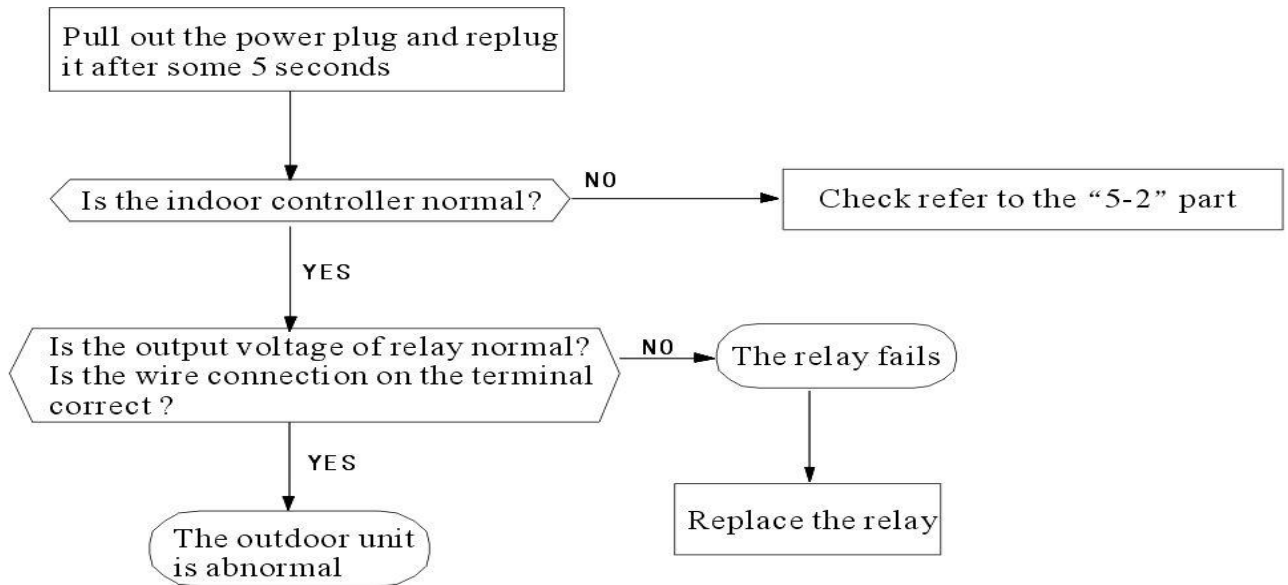 Pull out the power plug and replug
it after some 5 seconds
Is the indoor controller normal?
NO
Check refer to the “5-2” part
YES
Is the output voltage of relay normal?
Is the wire connection on the terminal
correct ?
NO
The relay fails
YES
Replace the relay
The outdoor unit
is abnormal